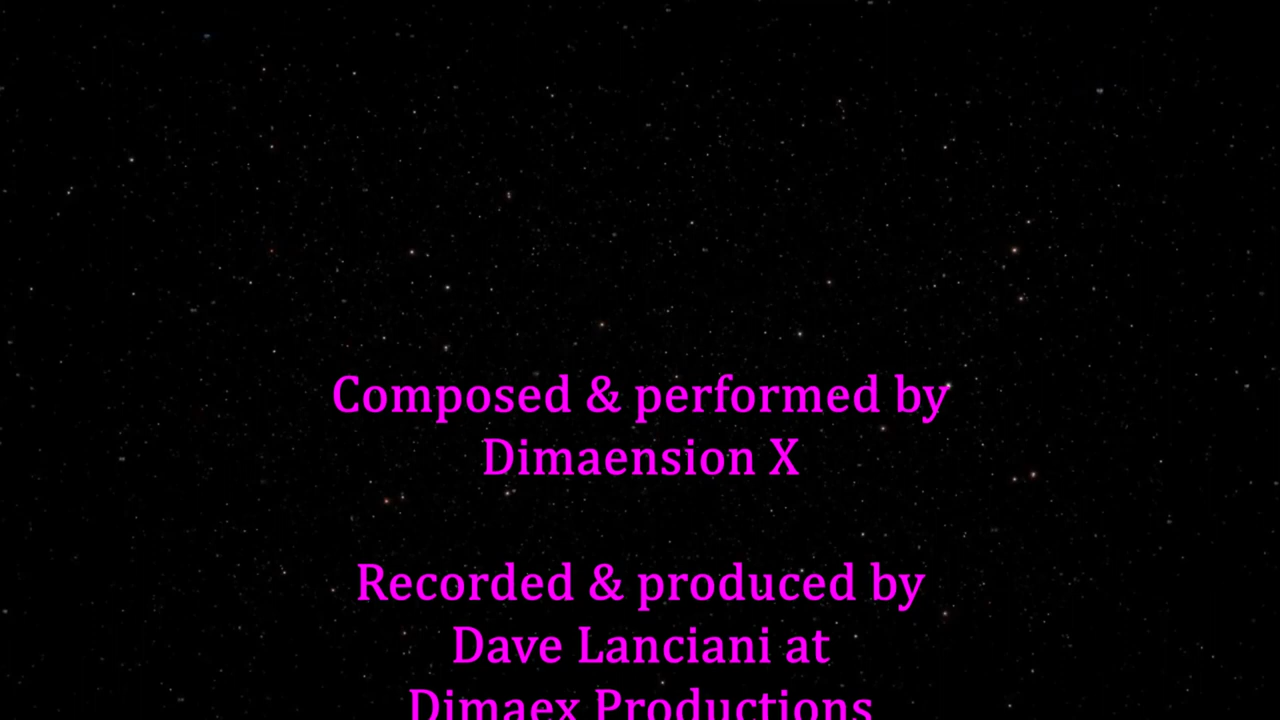 Composed & performed by
Dimaension X
Recorded & produced by
Dave Lanciani at
Dimaex Productions